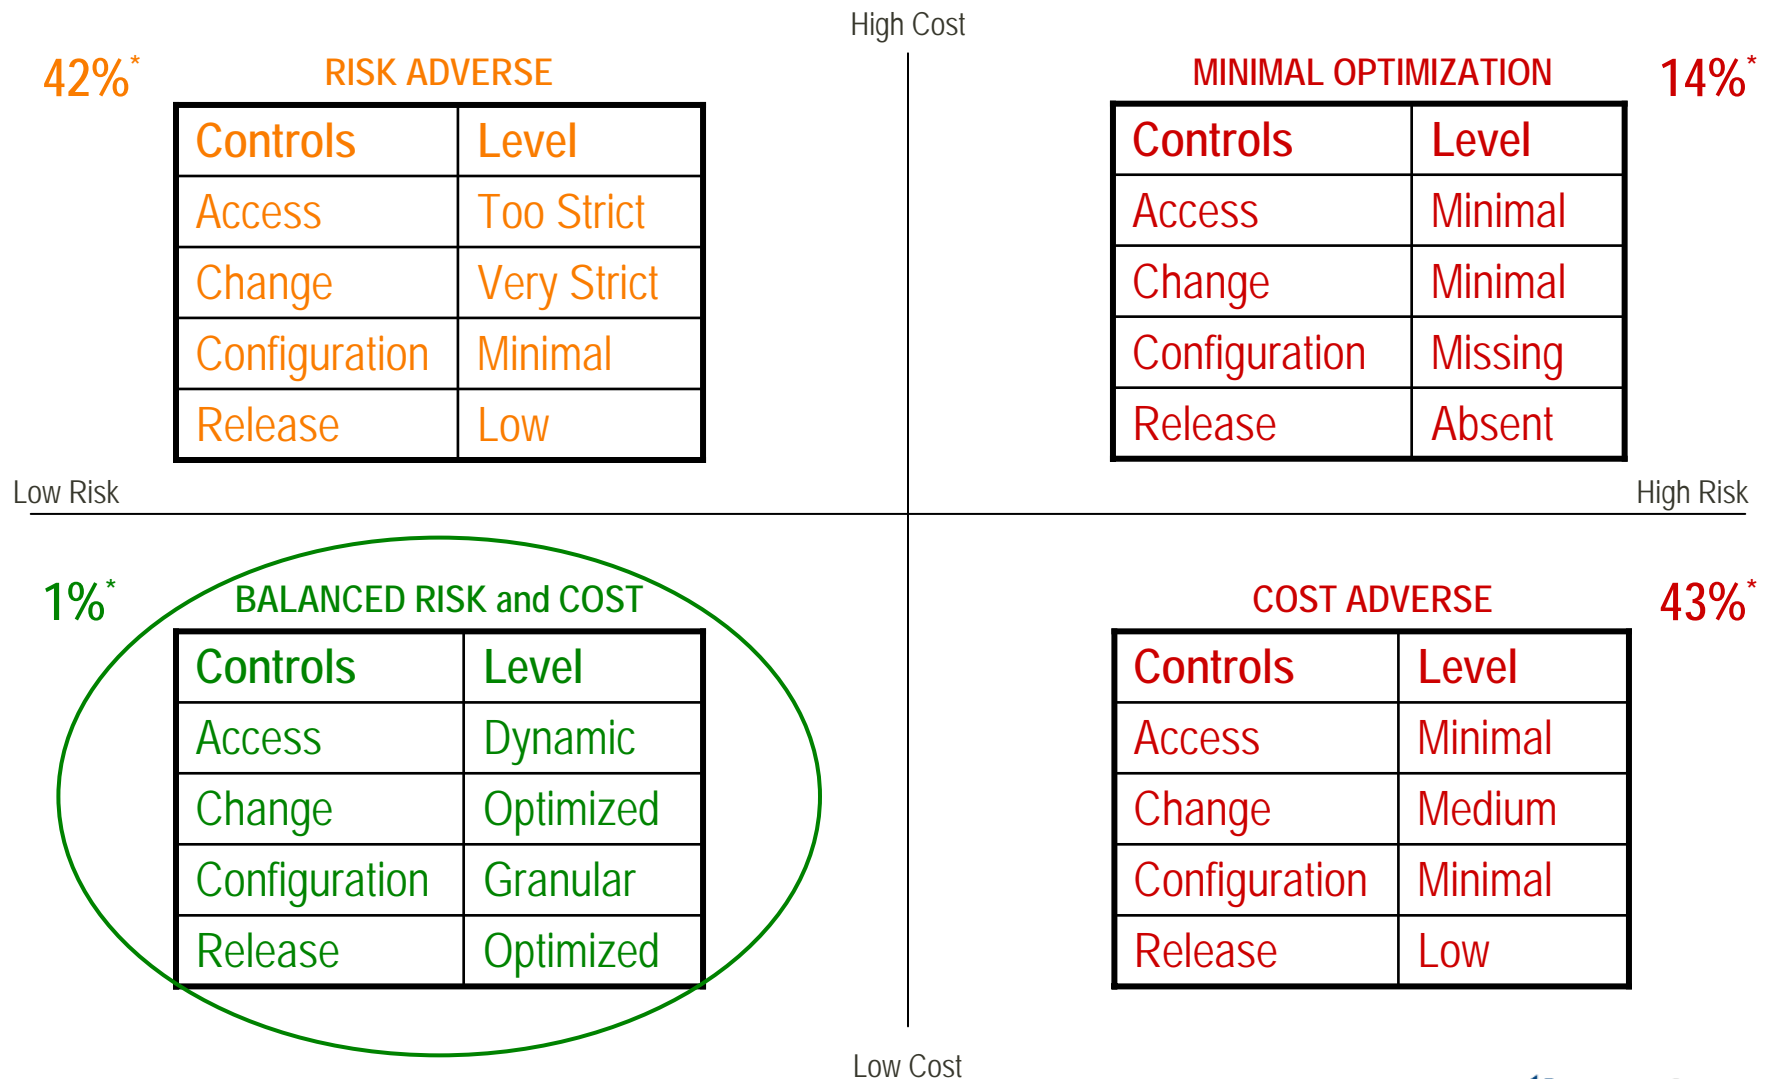 High Cost
42%* RISK ADVERSE
Controls Level
Access Too Strict
Change Very Strict
Configuration Minimal
Release Low
MINIMAL OPTIMIZATION 14%*
Controls Level
Access Minimal
Change Minimal
Configuration Missing
Release Absent
Low Risk
High Risk
1%* BALANCED RISK and COST
Controls Level
Access Dynamic
Change Optimized
Configuration Granular
Release Optimized
COST ADVERSE 43%*
Controls Level
Access Minimal
Change Medium
Configuration Minimal
Release Low
Low Cost